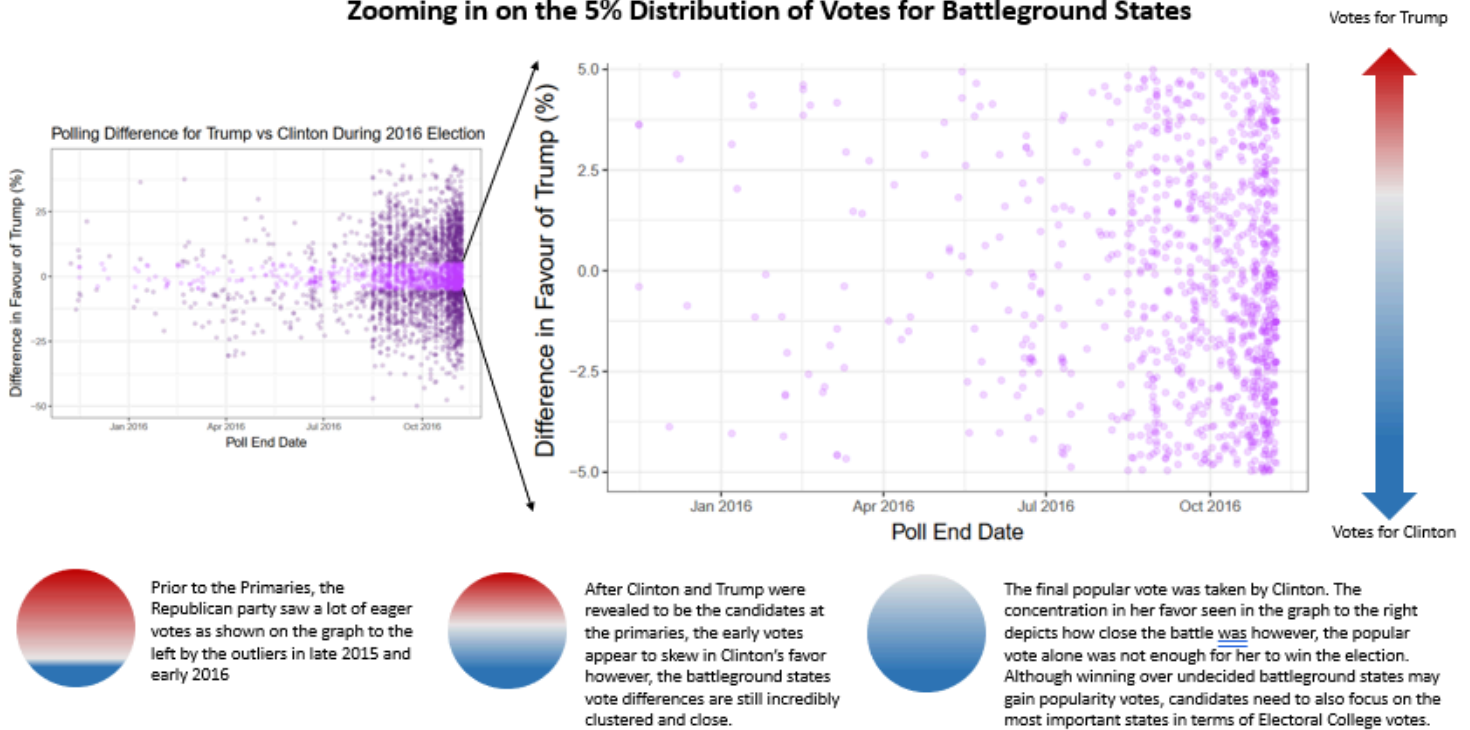 Zooming in on the 5% Distribution of Votes for Battleground States
Votes for Trump
Polling Difference for Trump vs Clinton During 2016 Election
Difference in Favour of Trump (%)
25
0
−25
−50
Jan 2016
Apr 2016
Jul 2016
Oct 2016
Poll End Date
Difference in Favour of Trump (%)
5.0
2.5
0.0
−2.5
−5.0
Jan 2016
Apr 2016
Jul 2016
Oct 2016
Poll End Date
Votes for Clinton
Prior to the Primaries, the
Republican party saw a lot of eager
votes as shown on the graph to the
left by the outliers in late 2015 and
early 2016
After Clinton and Trump were
revealed to be the candidates at
the primaries, the early votes
appear to skew in Clinton's favor
however, the battleground states
vote differences are still incredibly
clustered and close.
The final popular vote was taken by Clinton. The
concentration in her favor seen in the graph to the right
depicts how close the battle was however, the popular
vote alone was not enough for her to win the election.
Although winning over undecided battleground states may
gain popularity votes, candidates need to also focus on the
most important states in terms of Electoral College votes.